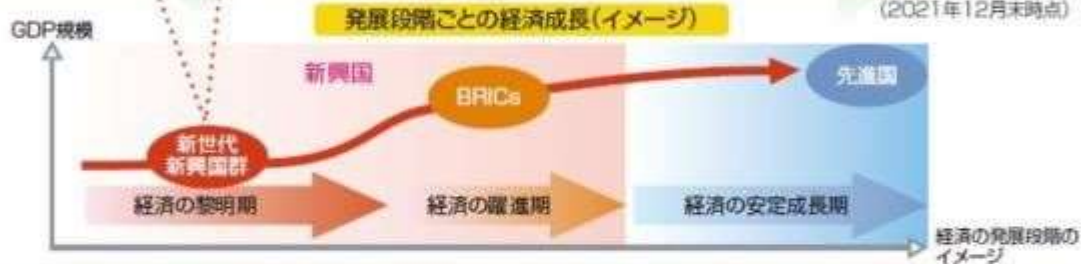 (2021年12月末時点)
発展段階ごとの経済成長(イメージ)
GDP規模
新興国
BRICs
先進国
新世代
新興国群
経済の黎明期
経済の躍進期
経済の安定成長期
経済の発展段階の
イメージ